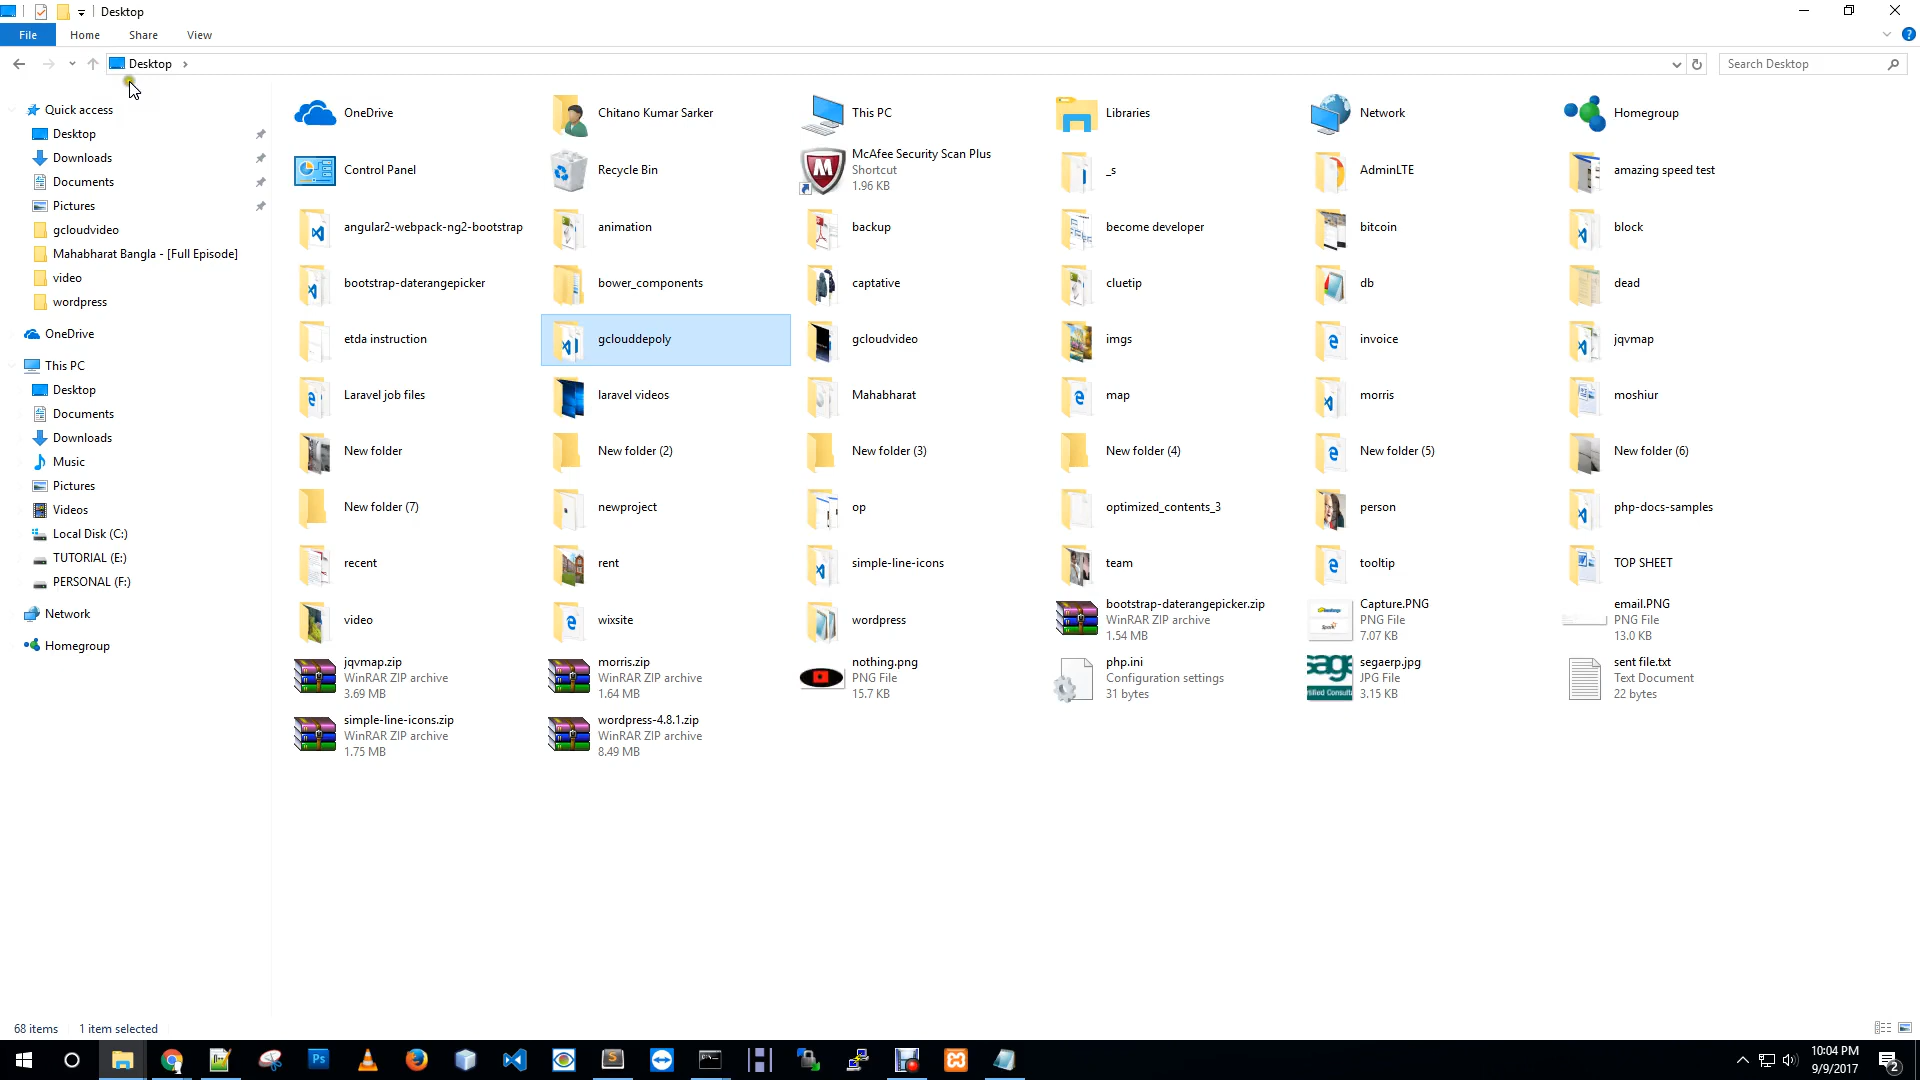 Desktop
File Home Share View
Desktop
Search Desktop
Quick access
Desktop
Downloads
Documents
Pictures
gcloudvideo
Mahabharat Bangla - [Full Episode]
video
wordpress
OneDrive
This PC
Desktop
Documents
Downloads
Music
Pictures
Videos
Local Disk (C:)
TUTORIAL (E:)
PERSONAL (F:)
Network
Homegroup
OneDrive
Chitano Kumar Sarker
This PC
Libraries
Network
Homegroup
Control Panel
Recycle Bin
McAfee Security Scan Plus
Shortcut
1.96 KB
_s
AdminLTE
amazing speed test
angular2-webpack-ng2-bootstrap
animation
backup
become developer
bitcoin
block
bootstrap-daterangepicker
bower_components
captative
cluetip
db
dead
etda instruction
gclouddepoly
gcloudvideo
imgs
invoice
jqvmap
Laravel job files
laravel videos
Mahabharat
map
morris
moshiur
New folder
New folder (2)
New folder (3)
New folder (4)
New folder (5)
New folder (6)
New folder (7)
newproject
op
optimized_contents_3
person
php-docs-samples
recent
rent
simple-line-icons
team
tooltip
TOP SHEET
video
wixsite
wordpress
bootstrap-daterangepicker.zip
WinRAR ZIP archive
1.54 MB
Capture.PNG
PNG File
7.07 KB
email.PNG
PNG File
13.0 KB
jqvmap.zip
WinRAR ZIP archive
3.69 MB
morris.zip
WinRAR ZIP archive
1.64 MB
nothing.png
PNG File
15.7 KB
php.ini
Configuration settings
31 bytes
segaerp.jpg
JPG File
3.15 KB
sent file.txt
Text Document
22 bytes
simple-line-icons.zip
WinRAR ZIP archive
1.75 MB
wordpress-4.8.1.zip
WinRAR ZIP archive
8.49 MB
68 items 1 item selected
10:04 PM
9/9/2017
2